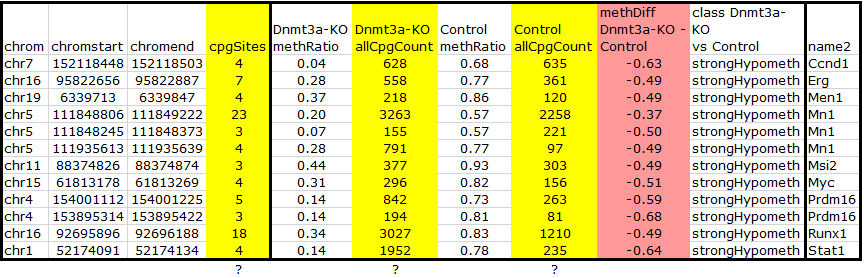 chrom chromstart chromend cpgSites Dnmt3a-KO methRatio Dnmt3a-KO allCpgCount Control methRatio Control allCpgCount methDiff Dnmt3a-KO - Control class Dnmt3a-KO vs Control name2
chr7 152118448 152118503 4 0.04 628 0.68 635 -0.63 strongHypometh Ccnd1
chr16 95822656 95822887 7 0.28 558 0.77 361 -0.49 strongHypometh Erg
chr19 6339713 6339847 4 0.37 218 0.86 120 -0.49 strongHypometh Men1
chr5 111848806 111849222 23 0.20 3263 0.57 2258 -0.37 strongHypometh Mn1
chr5 111848245 111848373 3 0.07 155 0.57 221 -0.50 strongHypometh Mn1
chr5 111935613 111935639 4 0.28 791 0.77 97 -0.49 strongHypometh Mn1
chr11 88374826 88374874 3 0.44 377 0.93 303 -0.49 strongHypometh Msi2
chr15 61813178 61813269 4 0.31 296 0.82 156 -0.51 strongHypometh Myc
chr4 154001112 154001225 5 0.14 842 0.73 263 -0.59 strongHypometh Prdm16
chr4 153895314 153895422 3 0.14 194 0.81 81 -0.68 strongHypometh Prdm16
chr16 92695896 92696188 18 0.34 3027 0.83 1210 -0.49 strongHypometh Runx1
chr1 52174091 52174134 4 0.14 1952 0.78 235 -0.64 strongHypometh Stat1
? ? ?